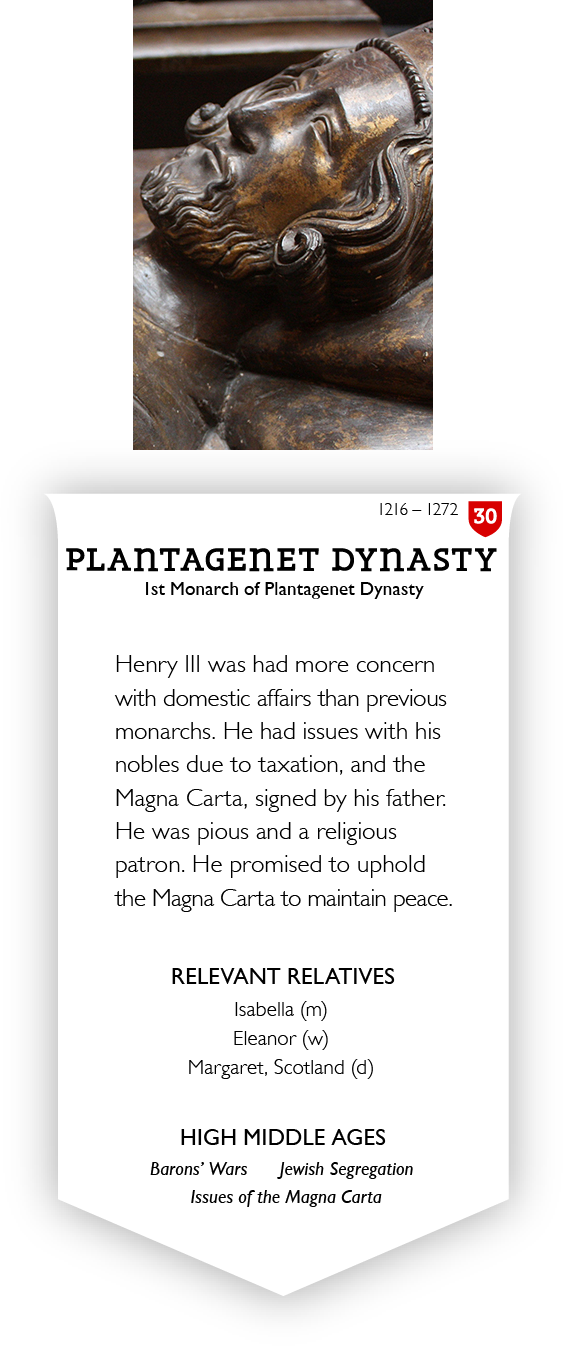 1216 – 1272 30
PLANTAGENET DYNASTY
1st Monarch of Plantagenet Dynasty
Henry III was had more concern
with domestic affairs than previous
monarchs. He had issues with his
nobles due to taxation, and the
Magna Carta, signed by his father.
He was pious and a religious
patron. He promised to uphold
the Magna Carta to maintain peace.
RELEVANT RELATIVES
Isabella (m)
Eleanor (w)
Margaret, Scotland (d)
HIGH MIDDLE AGES
Barons’ Wars Jewish Segregation
Issues of the Magna Carta